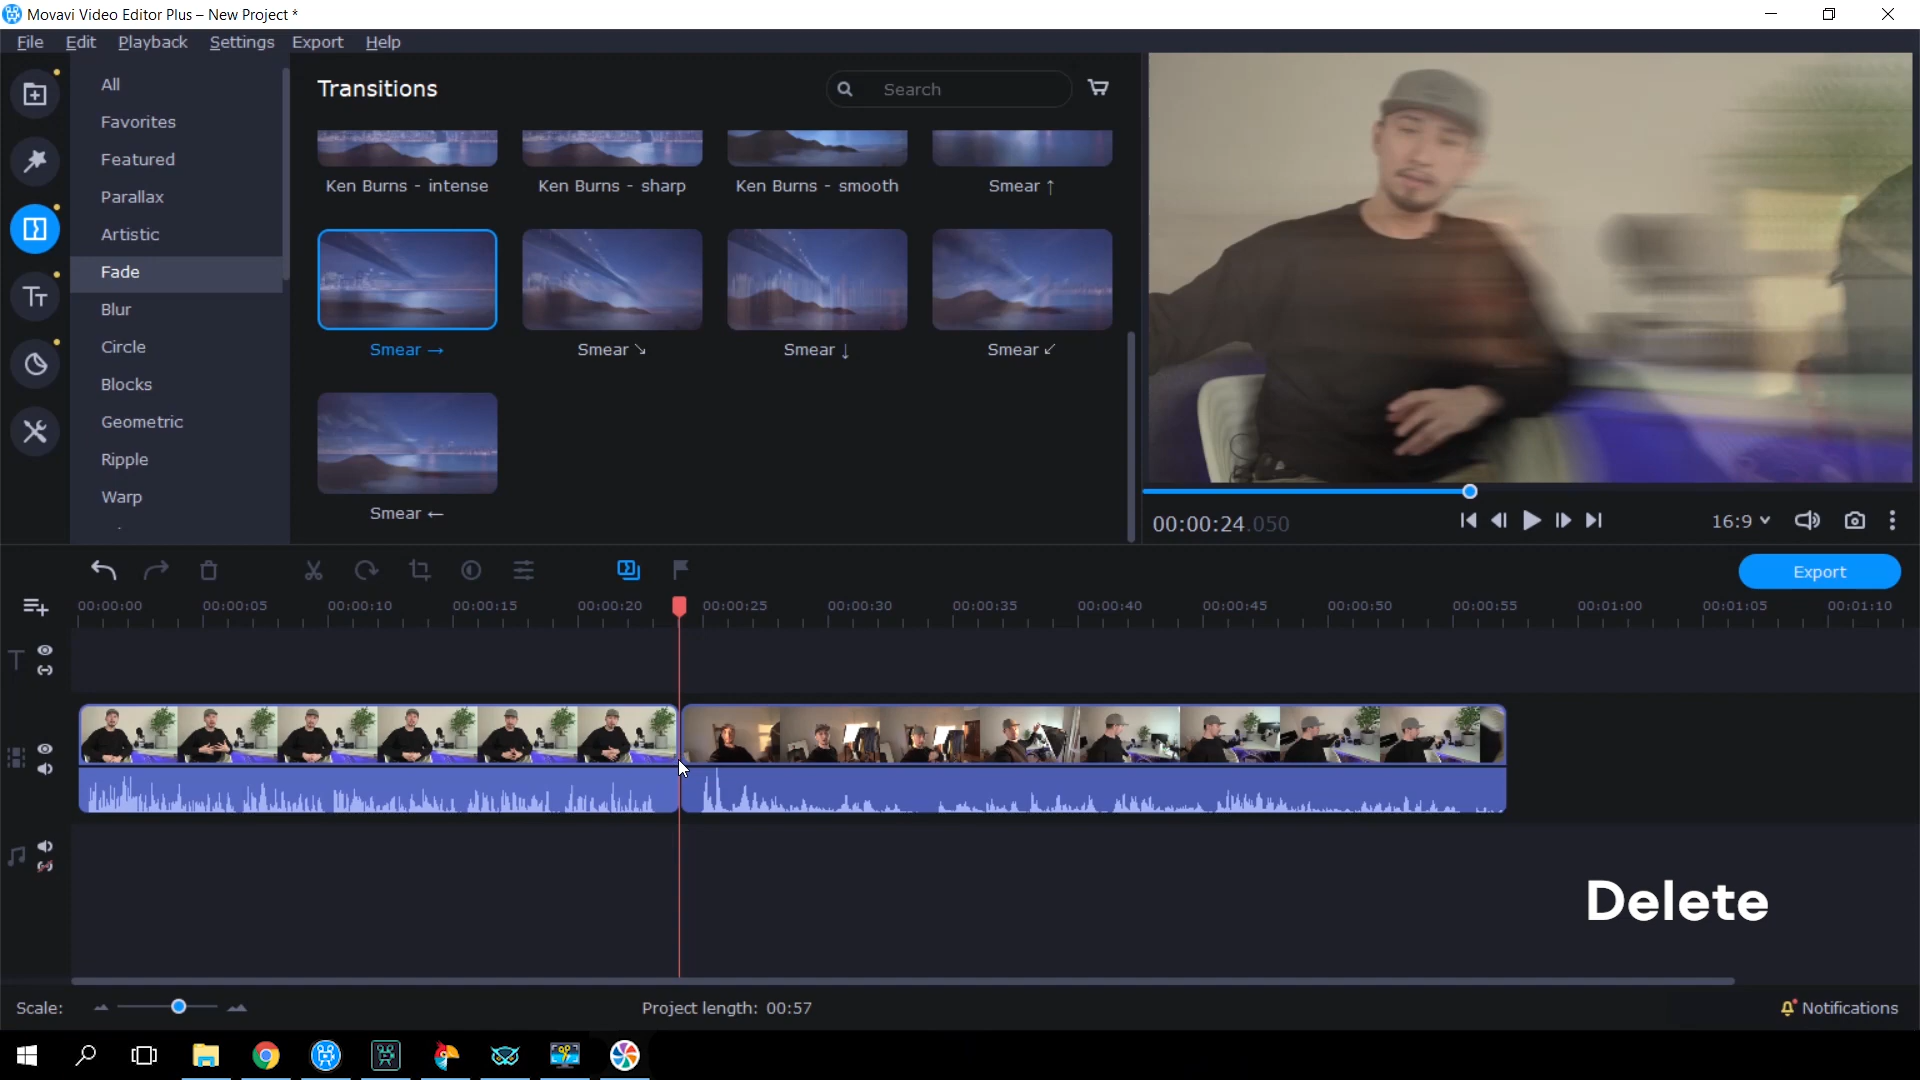 Movavi Video Editor Plus – New Project *
File Edit Playback Settings Export Help
All
Favorites
Featured
Parallax
Artistic
Fade
Blur
Circle
Blocks
Geometric
Ripple
Warp
Transitions
Search
Ken Burns - intense
Ken Burns - sharp
Ken Burns - smooth
Smear ↑
Smear →
Smear ↘
Smear ↓
Smear ↙
Smear ←
00:00:24.050
16:9
Export
00:00:00 00:00:05 00:00:10 00:00:15 00:00:20 00:00:25 00:00:30 00:00:35 00:00:40 00:00:45 00:00:50 00:00:55 00:01:00 00:01:05 00:01:10
Delete
Scale:
Project length: 00:57
Notifications